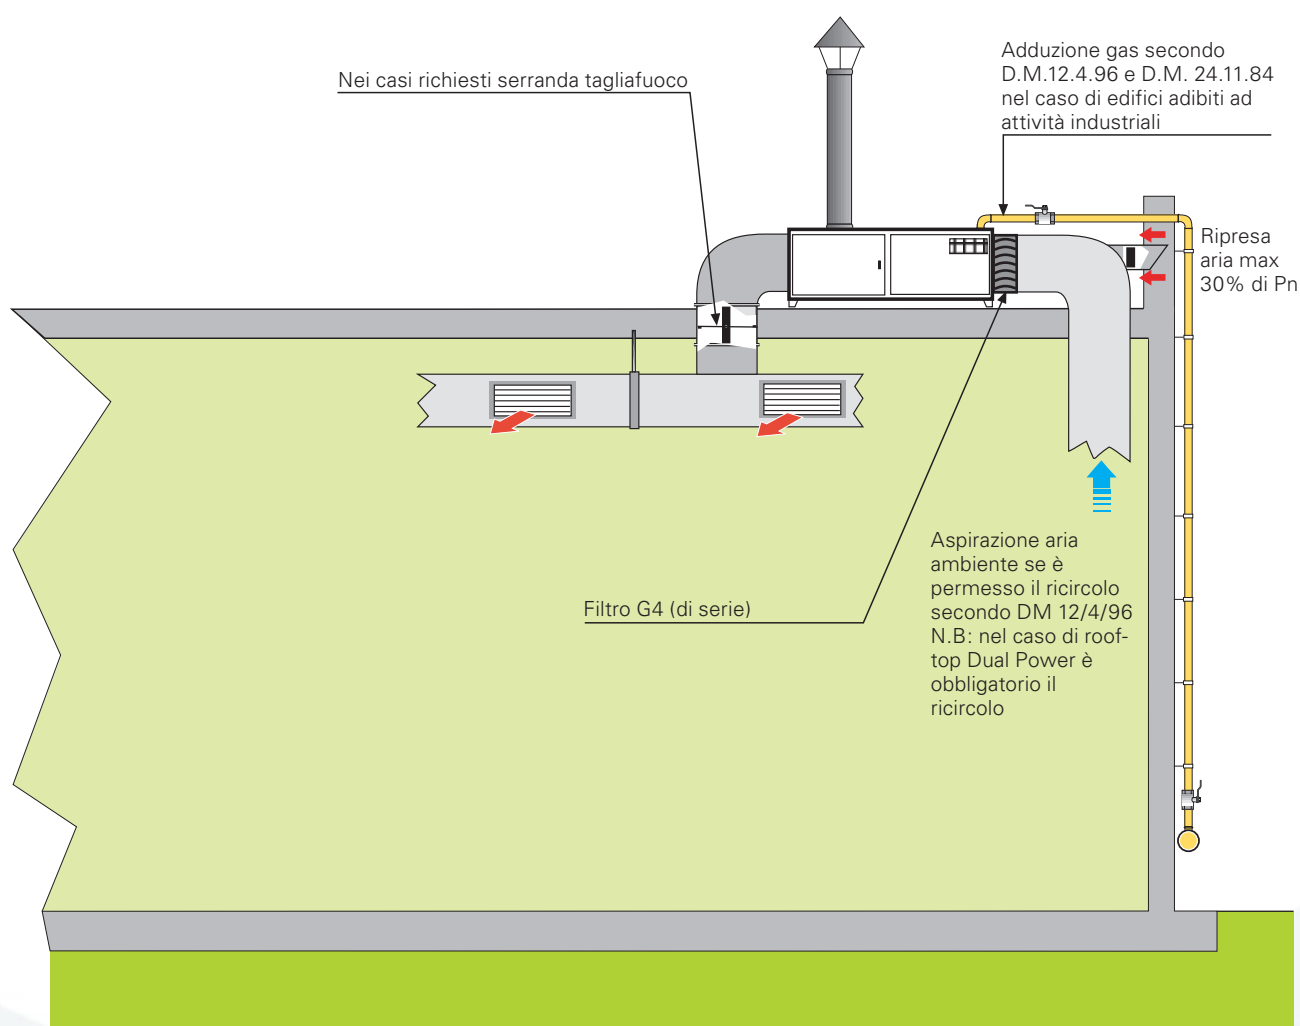 Nei casi richiesti serranda tagliafuoco
Adduzione gas secondo
D.M.12.4.96 e D.M. 24.11.84
nel caso di edifici adibiti ad
attività industriali
Ripresa
aria max
30% di Pn
Filtro G4 (di serie)
Aspirazione aria
ambiente se è
permesso il ricircolo
secondo DM 12/4/96
N.B: nel caso di roof-
top Dual Power è
obbligatorio il
ricircolo